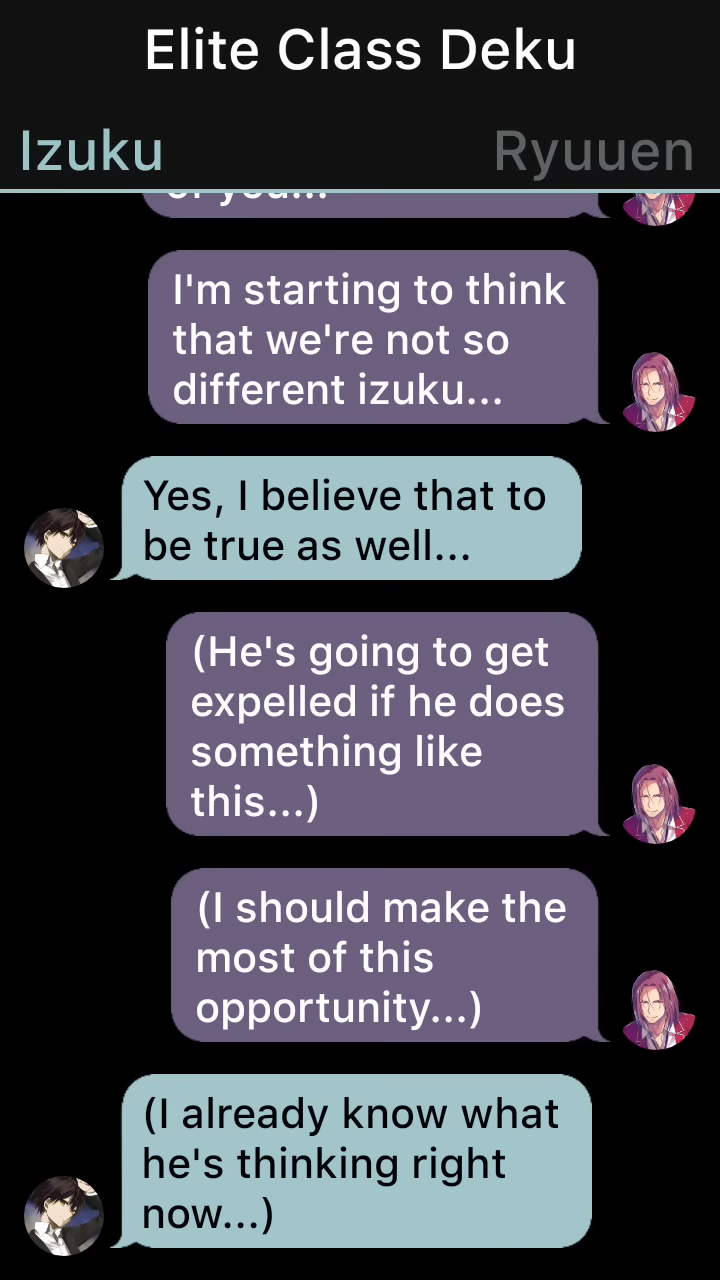 Elite Class Deku
Izuku
Ryuuen
of you...
I'm starting to think
that we're not so
different izuku...
Yes, I believe that to
be true as well...
(He's going to get
expelled if he does
something like
this...)
(I should make the
most of this
opportunity...)
(I already know what
he's thinking right
now...)